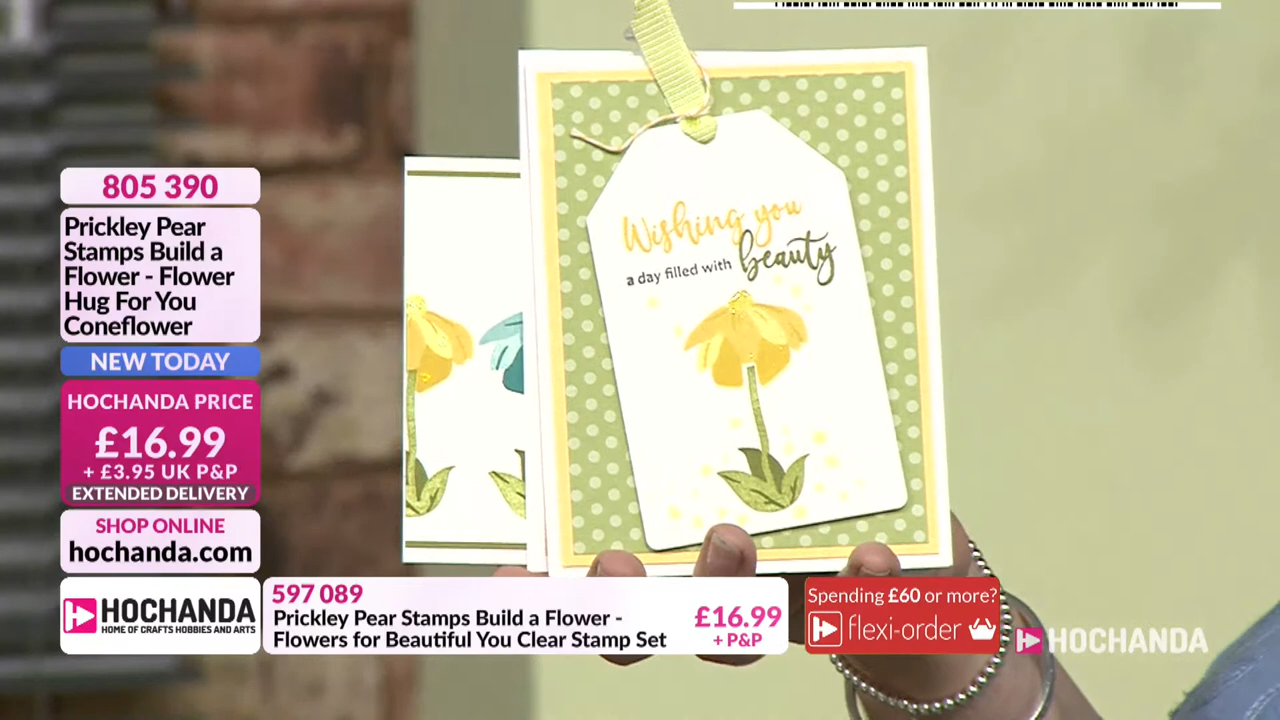 805 390
Prickley Pear
Stamps Build a
Flower - Flower
Hug For You
Coneflower
NEW TODAY
HOCHANDA PRICE
£16.99
+ £3.95 UK P&P
EXTENDED DELIVERY
SHOP ONLINE
hochanda.com
HOCHANDA
HOME OF CRAFTS HOBBIES AND ARTS
Wishing you
a day filled with beauty
597 089
Prickley Pear Stamps Build a Flower -
Flowers for Beautiful You Clear Stamp Set
£16.99
+ P&P
Spending £60 or more?
flexi-order
HOCHANDA